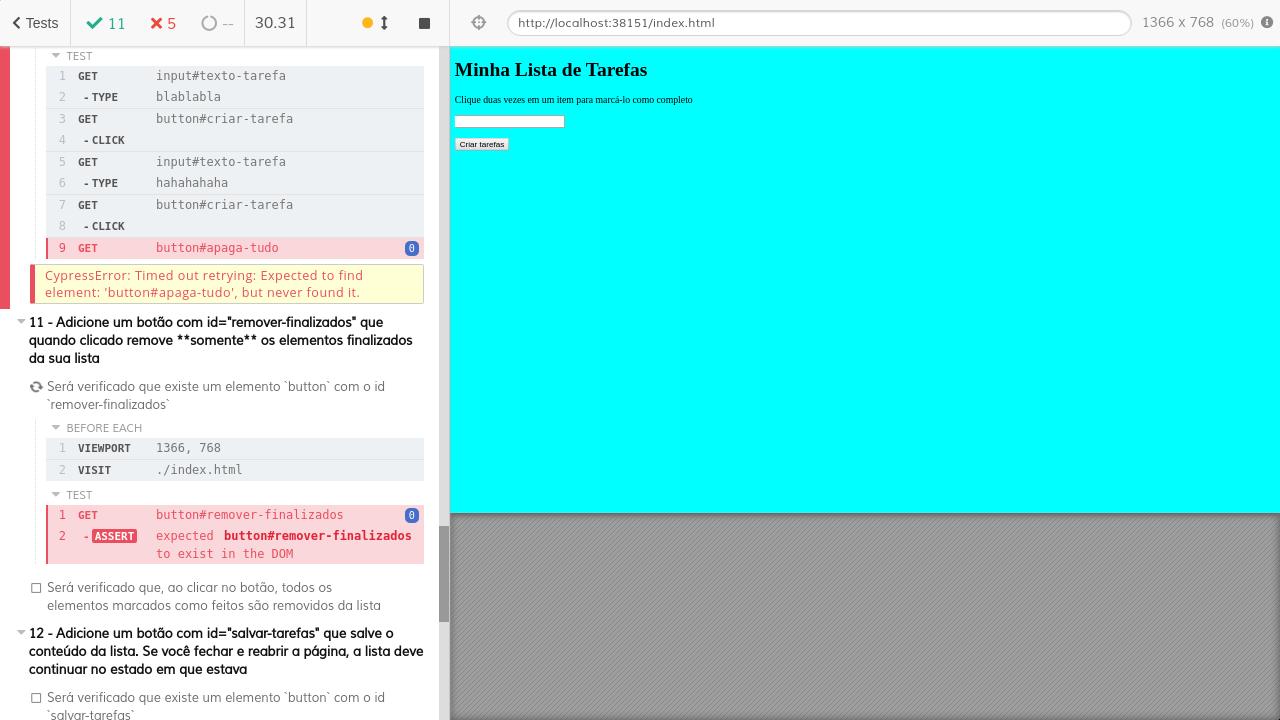 Tests 11 5 -- 30.31
http://localhost:38151/index.html 1366 x 768 (60%)
TEST
1 GET input#texto-tarefa
2 - TYPE blablabla
3 GET button#criar-tarefa
4 - CLICK
5 GET input#texto-tarefa
6 - TYPE hahahahaha
7 GET button#criar-tarefa
8 - CLICK
9 GET button#apaga-tudo 0
CypressError: Timed out retrying: Expected to find
element: 'button#apaga-tudo', but never found it.
11 - Adicione um botão com id="remover-finalizados" que
quando clicado remove **somente** os elementos finalizados
da sua lista
Será verificado que existe um elemento `button` com o id
`remover-finalizados`
BEFORE EACH
1 VIEWPORT 1366, 768
2 VISIT ./index.html
TEST
1 GET button#remover-finalizados 0
2 - ASSERT expected button#remover-finalizados
to exist in the DOM
Será verificado que, ao clicar no botão, todos os
elementos marcados como feitos são removidos da lista
12 - Adicione um botão com id="salvar-tarefas" que salve o
conteúdo da lista. Se você fechar e reabrir a página, a lista deve
continuar no estado em que estava
Será verificado que existe um elemento `button` com o id
`salvar-tarefas`
Minha Lista de Tarefas
Clique duas vezes em um item para marcá-lo como completo
Criar tarefas